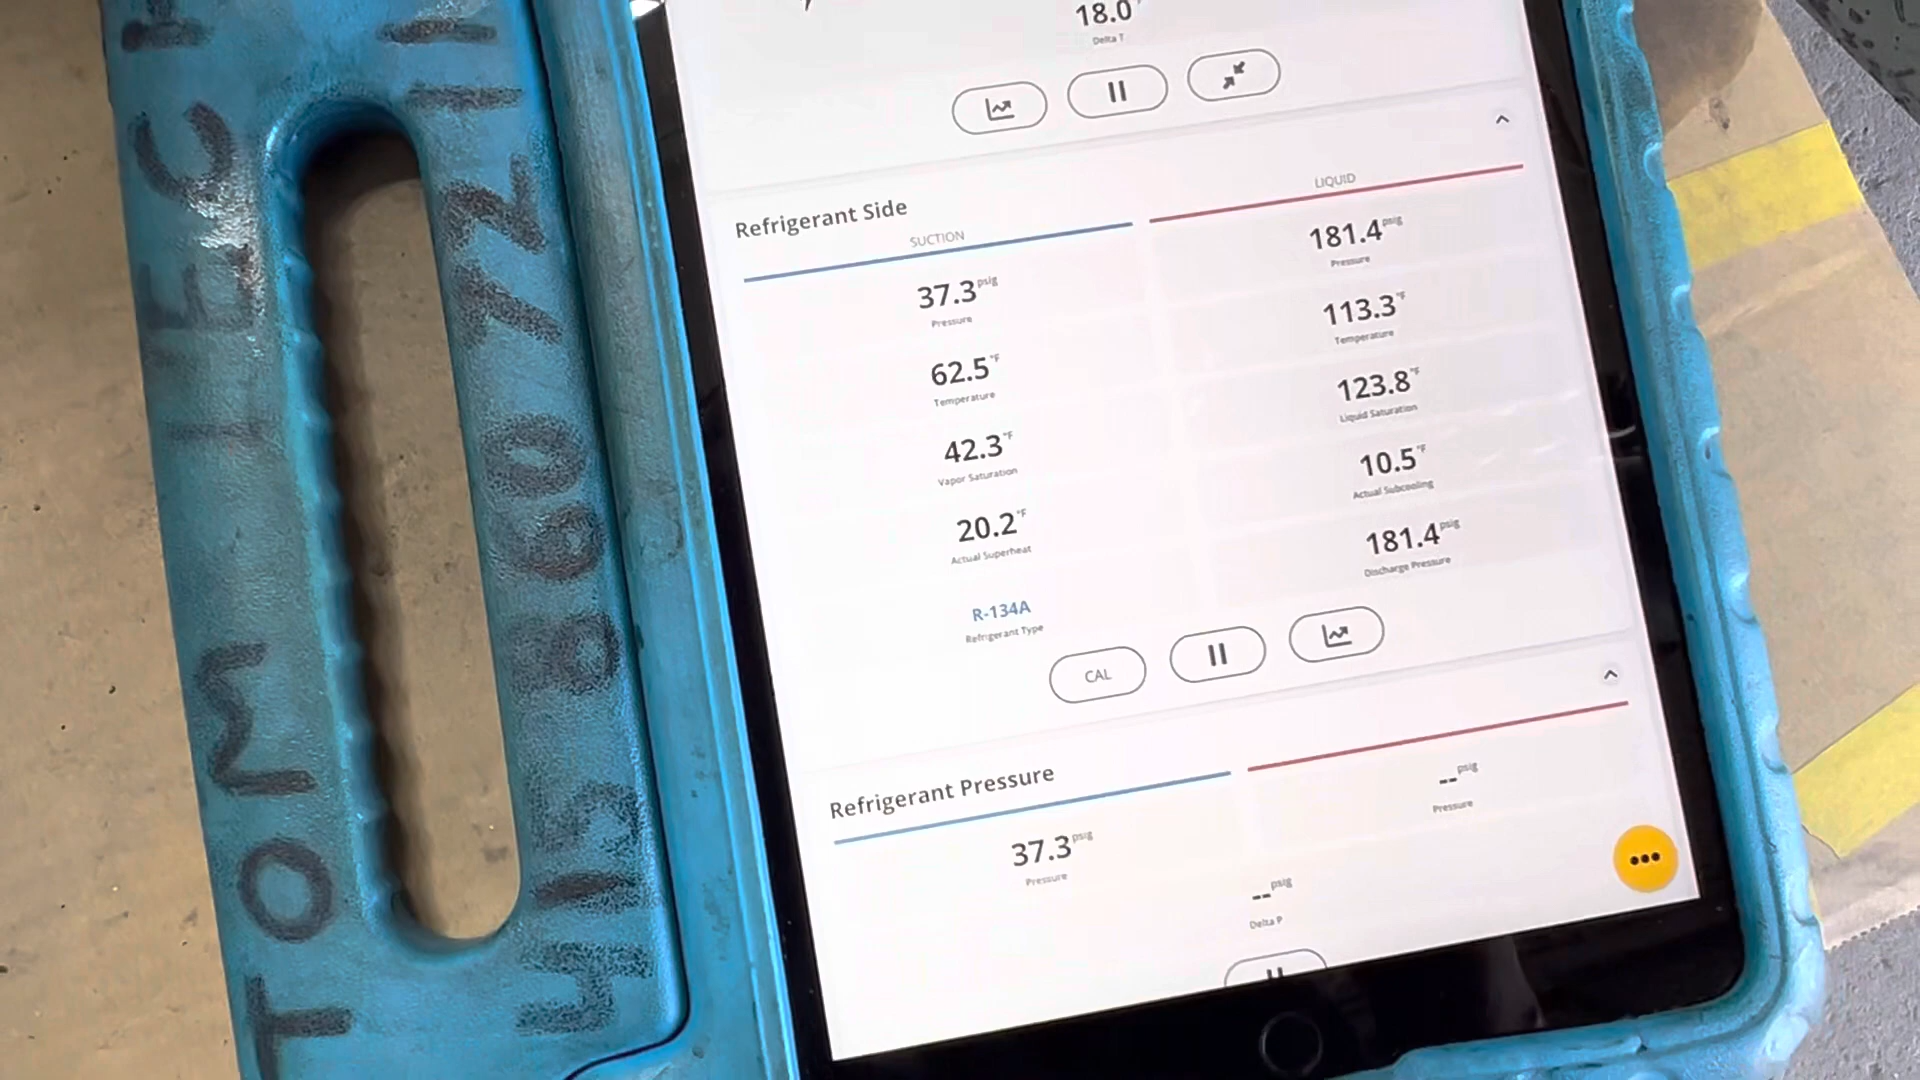 18.0°F
Delta T
Refrigerant Side
SUCTION
LIQUID
37.3 psig
Pressure
181.4 psig
Pressure
62.5 °F
Temperature
113.3 °F
Temperature
42.3 °F
Vapor Saturation
123.8 °F
Liquid Saturation
20.2 °F
Actual Superheat
10.5 °F
Actual Subcooling
R-134A
Refrigerant Type
181.4 psig
Discharge Pressure
CAL
Refrigerant Pressure
37.3 psig
Pressure
-- psig
Pressure
-- psig
Delta P
TOM